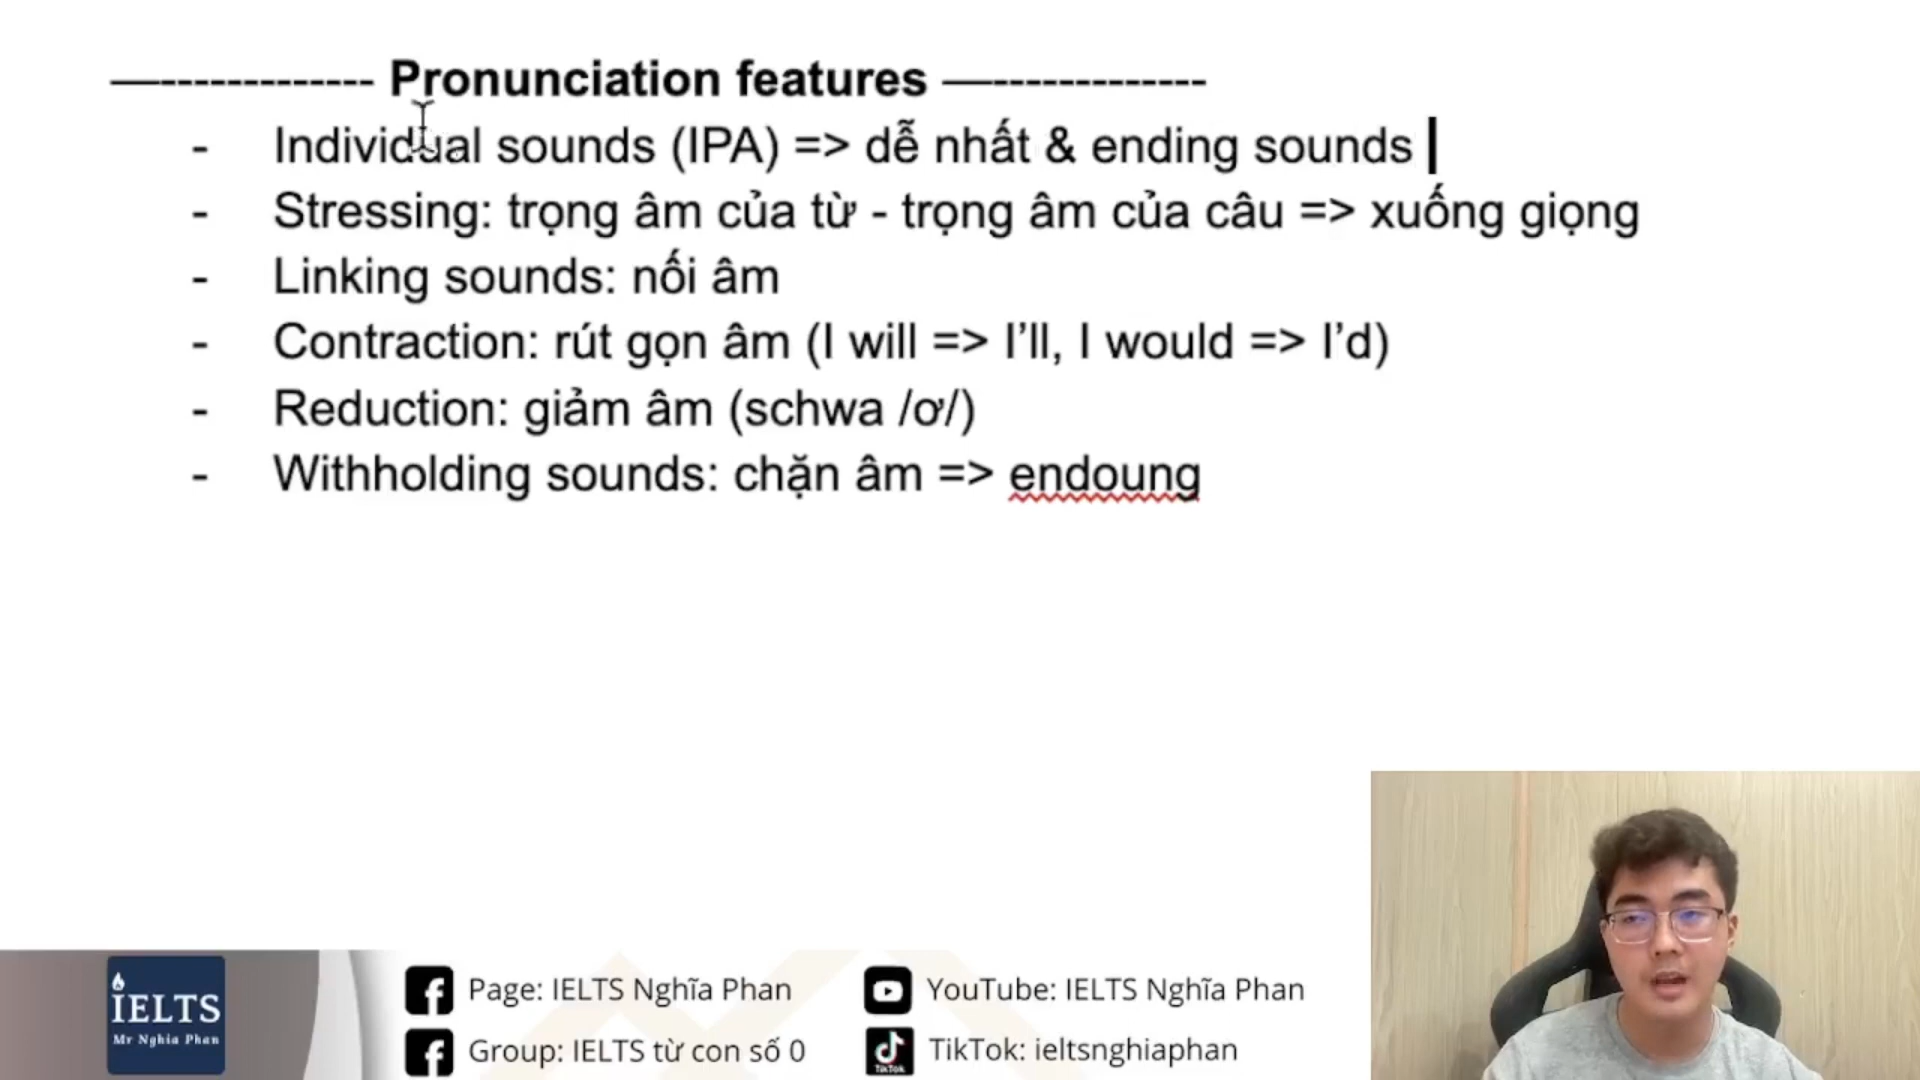 —------------- Pronunciation features —-------------
- Individual sounds (IPA) => dễ nhất & ending sounds
- Stressing: trọng âm của từ - trọng âm của câu => xuống giọng
- Linking sounds: nối âm
- Contraction: rút gọn âm (I will => I’ll, I would => I’d)
- Reduction: giảm âm (schwa /ơ/)
- Withholding sounds: chặn âm => endoung
IELTS
Mr Nghia Phan
Page: IELTS Nghĩa Phan
Group: IELTS từ con số 0
YouTube: IELTS Nghĩa Phan
TikTok
TikTok: ieltsnghiaphan